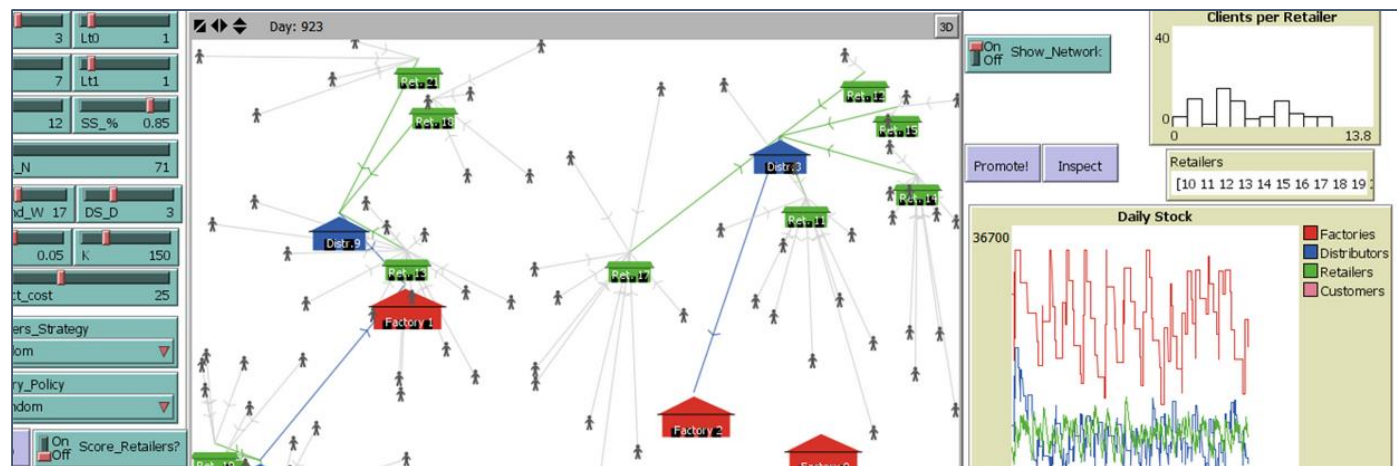 3 Lt0 1
7 Lt1 1
12 SS_% 0.85
_N 71
nd_W 17 DS_D 3
0.05 K 150
ct_cost 25
ers_Strategy
dom
ry_Policy
ndom
On
Off Score_Retailers?
Day: 923
3D
Ret. 21
Ret. 18
Distr.9
Ret. 13
Factory 1
Ret. 17
Ret. 12
Ret. 15
Distr.3
Ret. 14
Ret. 11
Factory 2
On
Off Show_Network
Promote! Inspect
Clients per Retailer
40
0
0 13.8
Retailers
[10 11 12 13 14 15 16 17 18 19
Daily Stock
36700
Factories
Distributors
Retailers
Customers